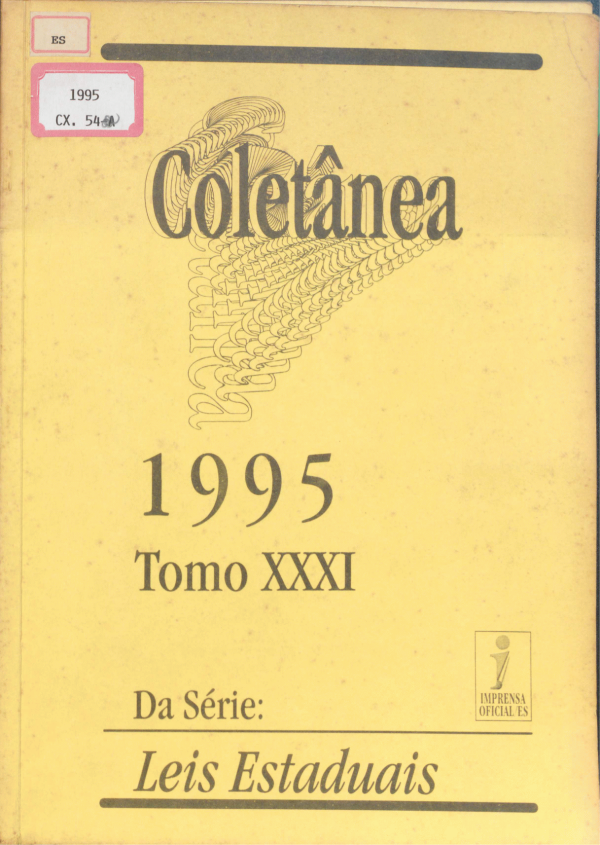 ES
1995
CX. 54-A
Coletânea
1995
Tomo XXXI
IMPRENSA
OFICIAL/ES
Da Série:
Leis Estaduais